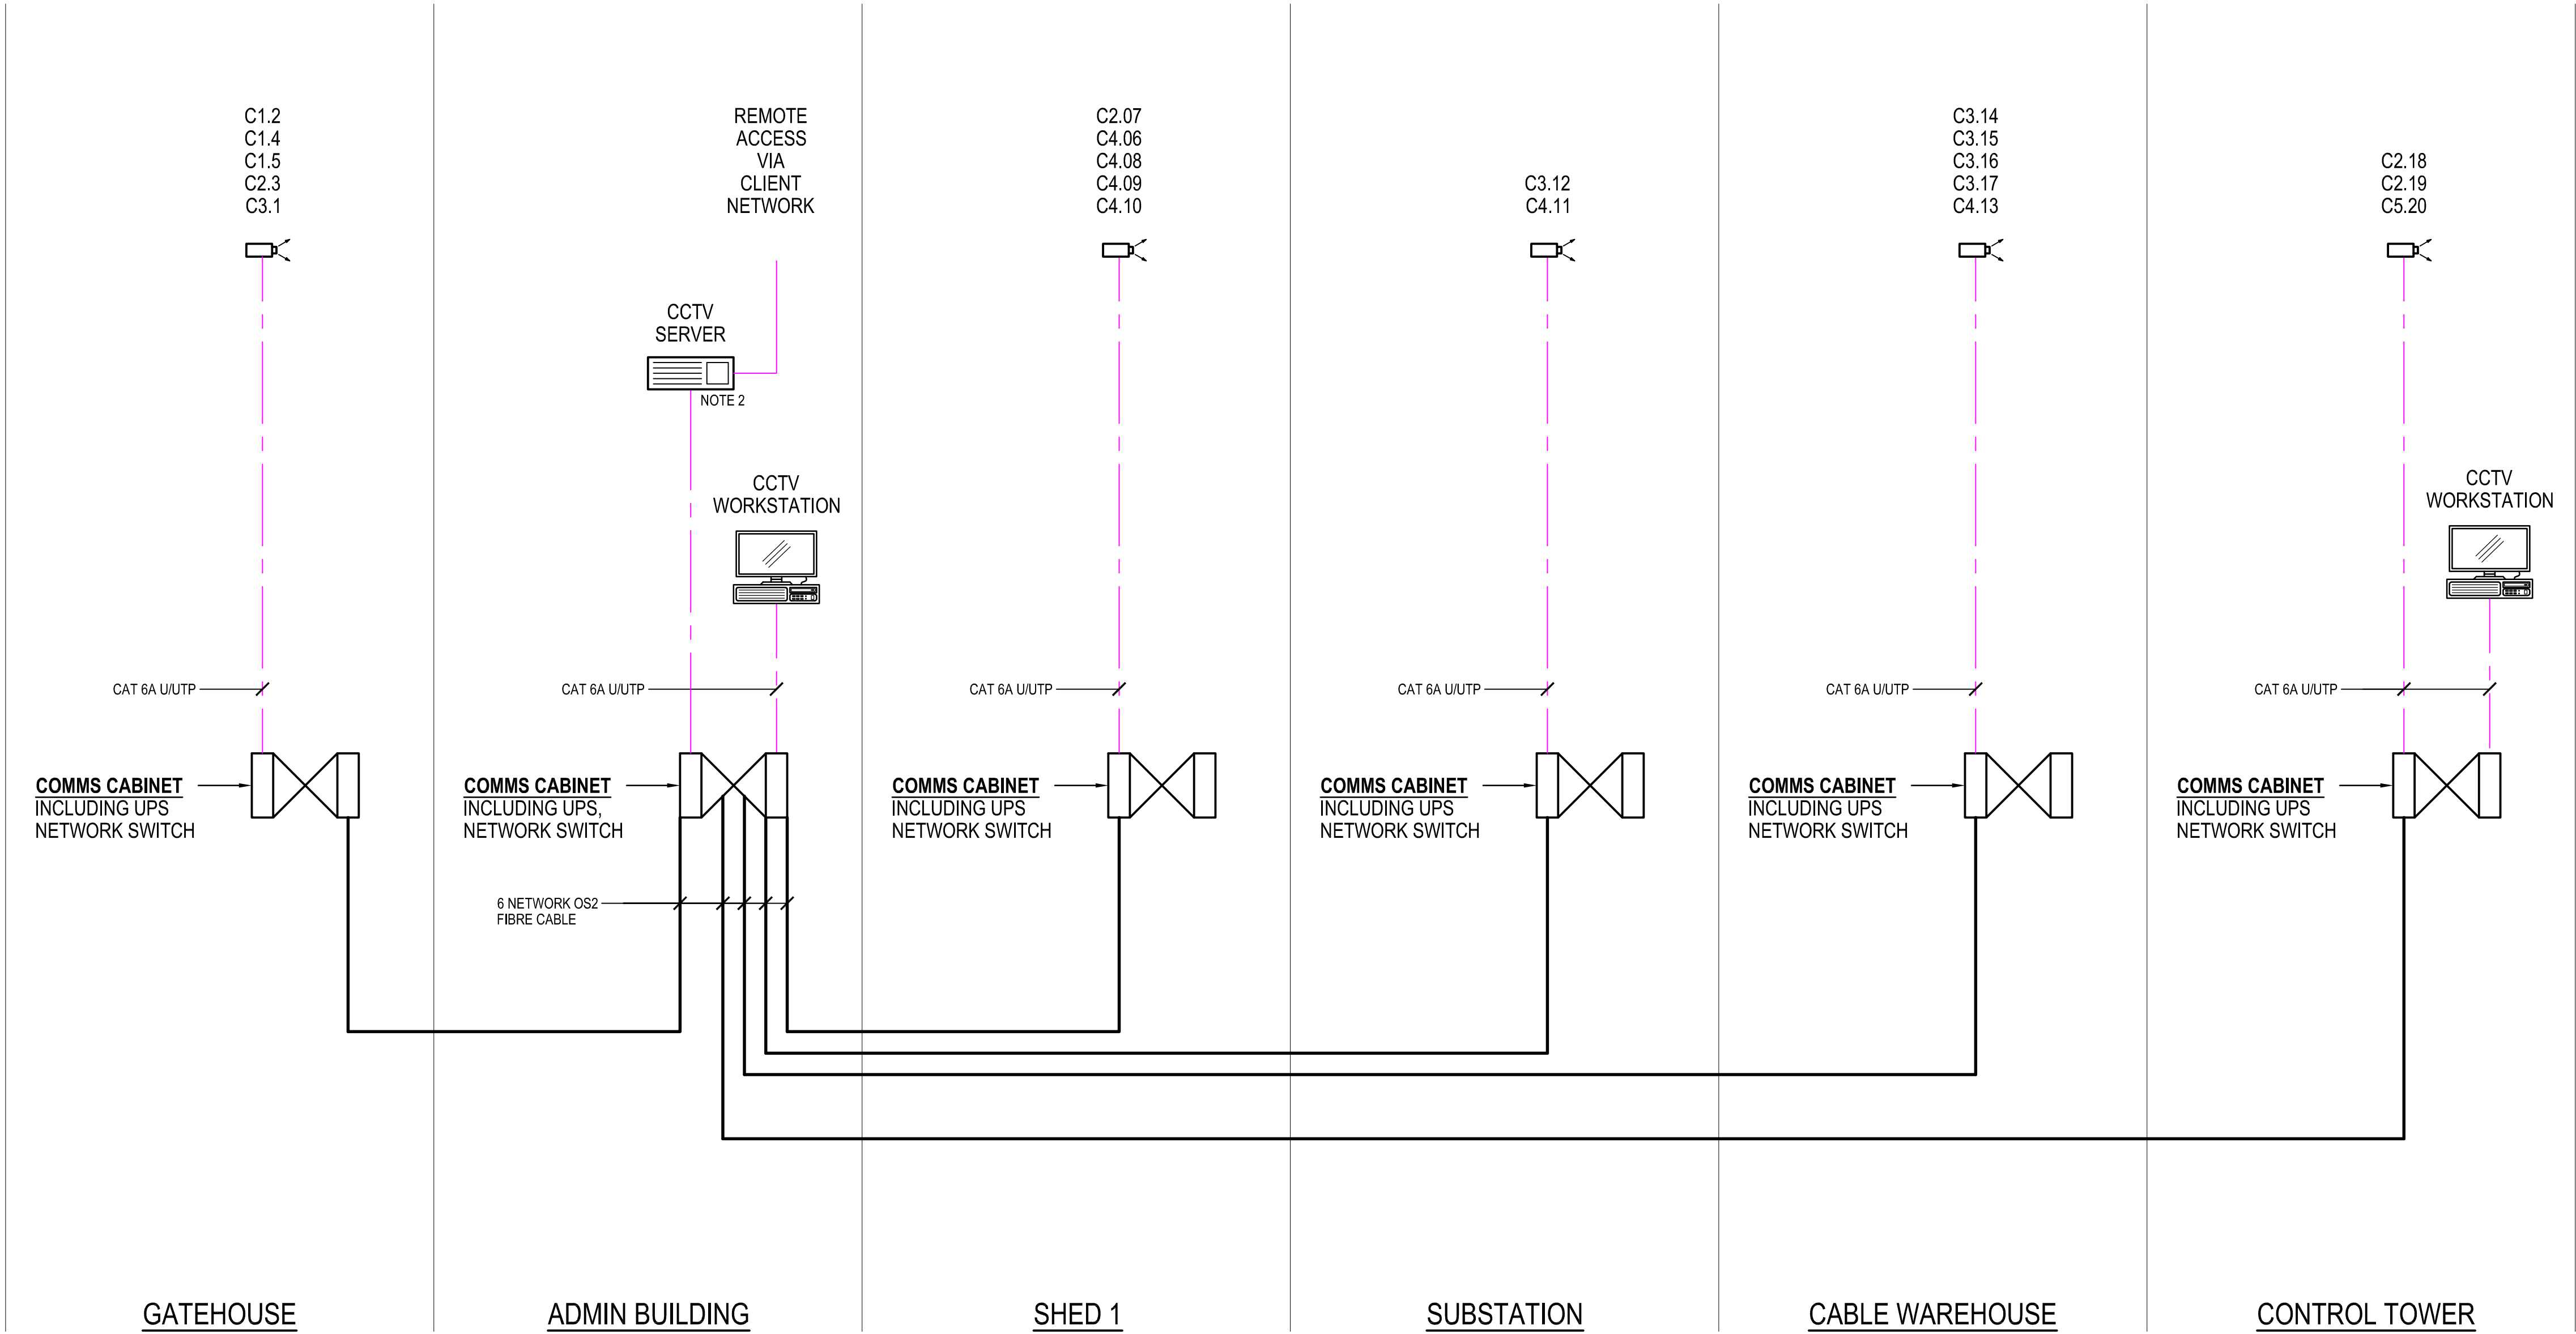 C1.2
C1.4
C1.5
C2.3
C3.1
CAT 6A U/UTP
COMMS CABINET
INCLUDING UPS
NETWORK SWITCH
GATEHOUSE
REMOTE
ACCESS
VIA
CLIENT
NETWORK
CCTV
SERVER
NOTE 2
CCTV
WORKSTATION
CAT 6A U/UTP
COMMS CABINET
INCLUDING UPS,
NETWORK SWITCH
6 NETWORK OS2
FIBRE CABLE
ADMIN BUILDING
C2.07
C4.06
C4.08
C4.09
C4.10
CAT 6A U/UTP
COMMS CABINET
INCLUDING UPS
NETWORK SWITCH
SHED 1
C3.12
C4.11
CAT 6A U/UTP
COMMS CABINET
INCLUDING UPS
NETWORK SWITCH
SUBSTATION
C3.14
C3.15
C3.16
C3.17
C4.13
CAT 6A U/UTP
COMMS CABINET
INCLUDING UPS
NETWORK SWITCH
CABLE WAREHOUSE
C2.18
C2.19
C5.20
CCTV
WORKSTATION
CAT 6A U/UTP
COMMS CABINET
INCLUDING UPS
NETWORK SWITCH
CONTROL TOWER